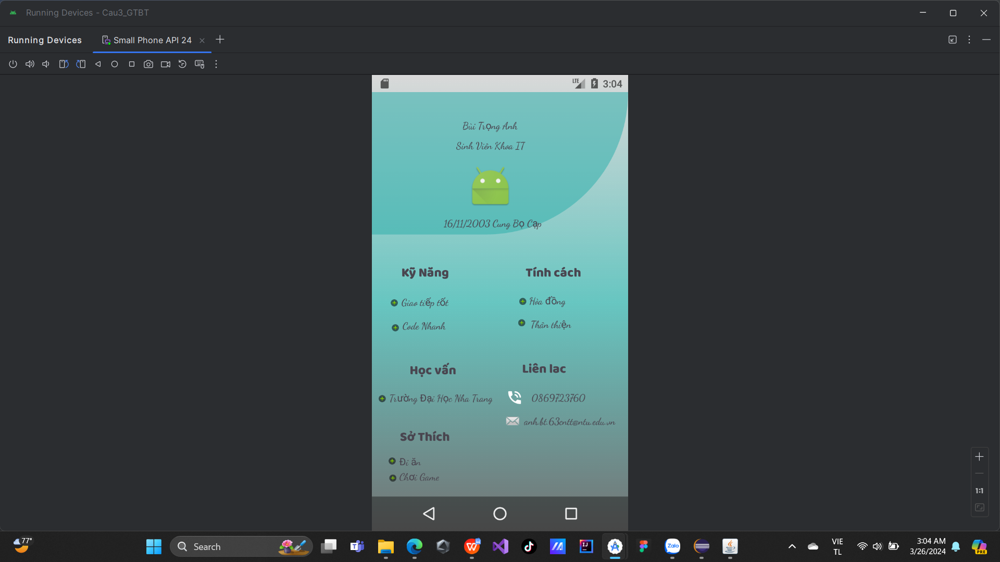 Running Devices - Cau3_GTBT
Running Devices
Small Phone API 24
LTE
3:04
Bùi Trọng Anh
Sinh Viên Khoa IT
16/11/2003 Cung Bọ Cạp
Kỹ Năng
Giao tiếp tốt
Code Nhanh
Tính cách
Hòa đồng
Thân thiện
Học vấn
Trường Đại Học Nha Trang
Liên lac
0869723760
anh.bt.63cntt@ntu.edu.vn
Sở Thích
Đi ăn
Chơi Game
1:1
77°
Search
Zalo
VIE
TL
3:04 AM
3/26/2024
PRE